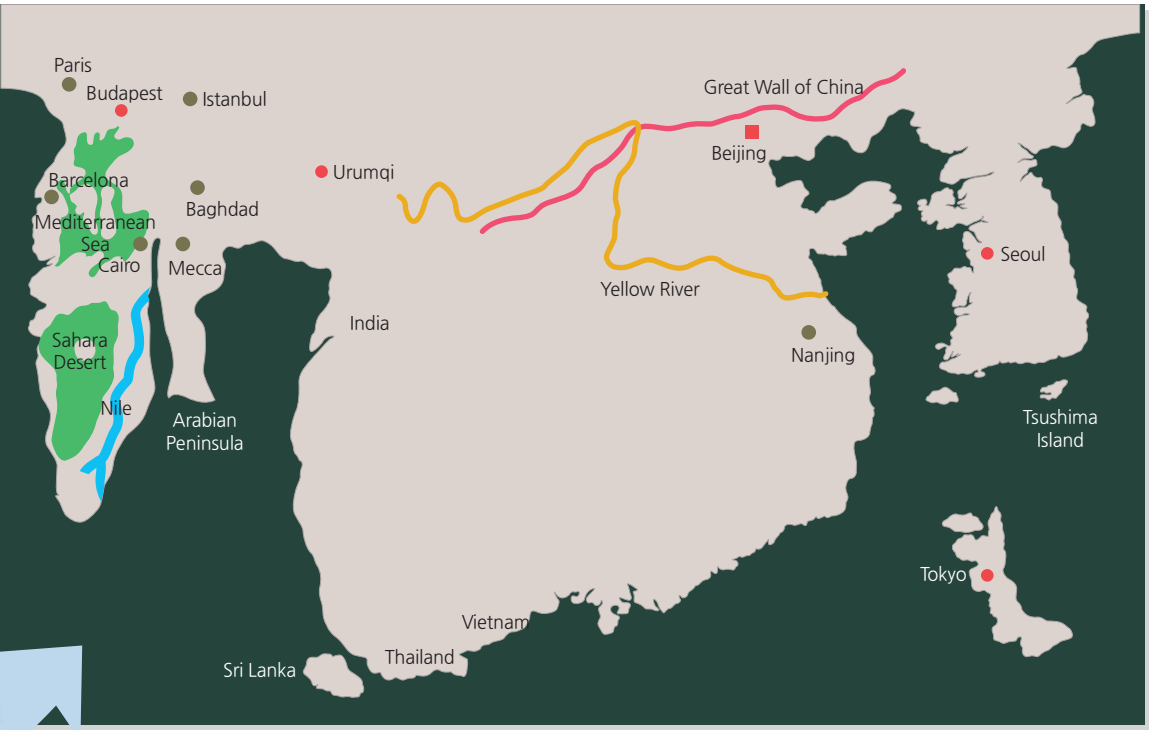 Paris
Budapest
Istanbul
Great Wall of China
Beijing
Urumqi
Barcelona
Baghdad
Mediterranean
Sea
Cairo
Mecca
Seoul
Yellow River
India
Nanjing
Sahara
Desert
Nile
Arabian
Peninsula
Tsushima
Island
Tokyo
Vietnam
Thailand
Sri Lanka